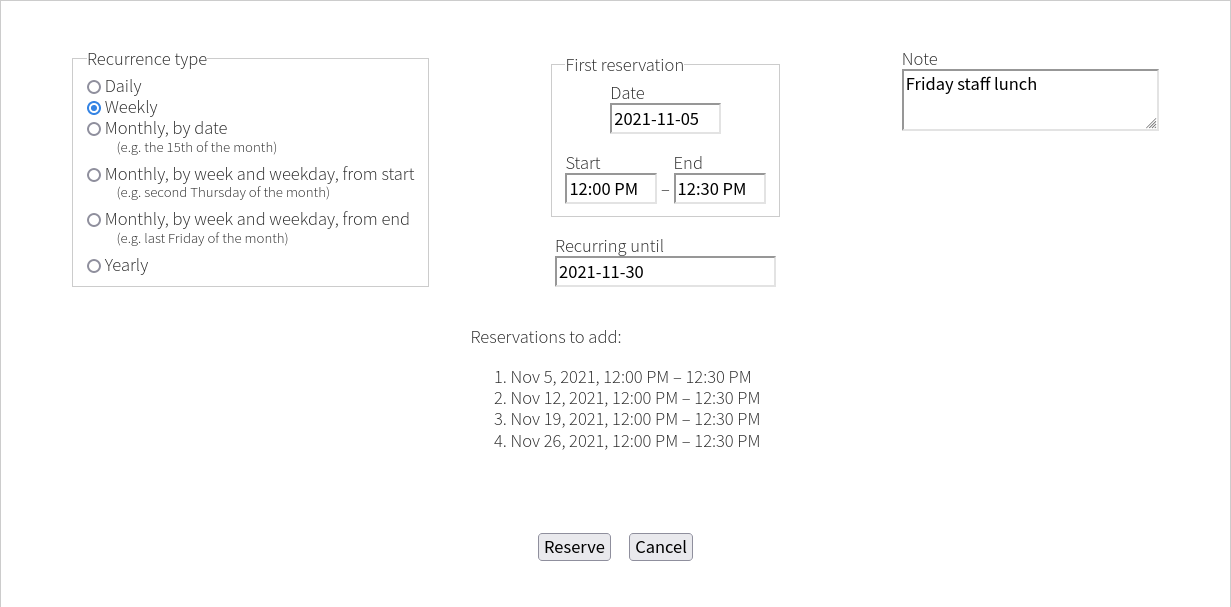 Recurrence type
Daily
Weekly
Monthly, by date
(e.g. the 15th of the month)
Monthly, by week and weekday, from start
(e.g. second Thursday of the month)
Monthly, by week and weekday, from end
(e.g. last Friday of the month)
Yearly
First reservation
Date
2021-11-05
Start End
12:00 PM – 12:30 PM
Recurring until
2021-11-30
Note
Friday staff lunch
Reservations to add:
1. Nov 5, 2021, 12:00 PM – 12:30 PM
2. Nov 12, 2021, 12:00 PM – 12:30 PM
3. Nov 19, 2021, 12:00 PM – 12:30 PM
4. Nov 26, 2021, 12:00 PM – 12:30 PM
Reserve Cancel